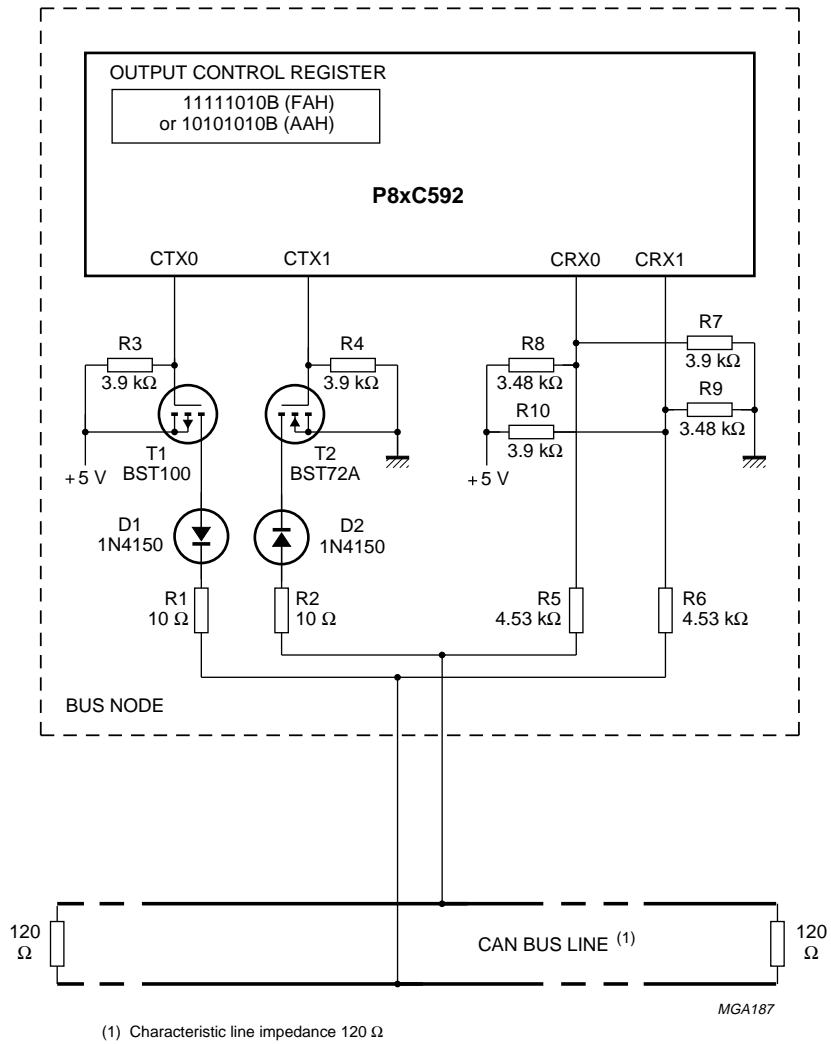 OUTPUT CONTROL REGISTER
11111010B (FAH)
or 10101010B (AAH)
P8xC592
CTX0 CTX1 CRX0 CRX1
R3
3.9 kΩ
R4
3.9 kΩ
R8
3.48 kΩ
R7
3.9 kΩ
R10
3.9 kΩ
R9
3.48 kΩ
+5 V
T1
BST100
T2
BST72A
+5 V
D1
1N4150
D2
1N4150
R1
10 Ω
R2
10 Ω
R5
4.53 kΩ
R6
4.53 kΩ
BUS NODE
120
Ω
CAN BUS LINE (1)
120
Ω
MGA187
(1) Characteristic line impedance 120 Ω